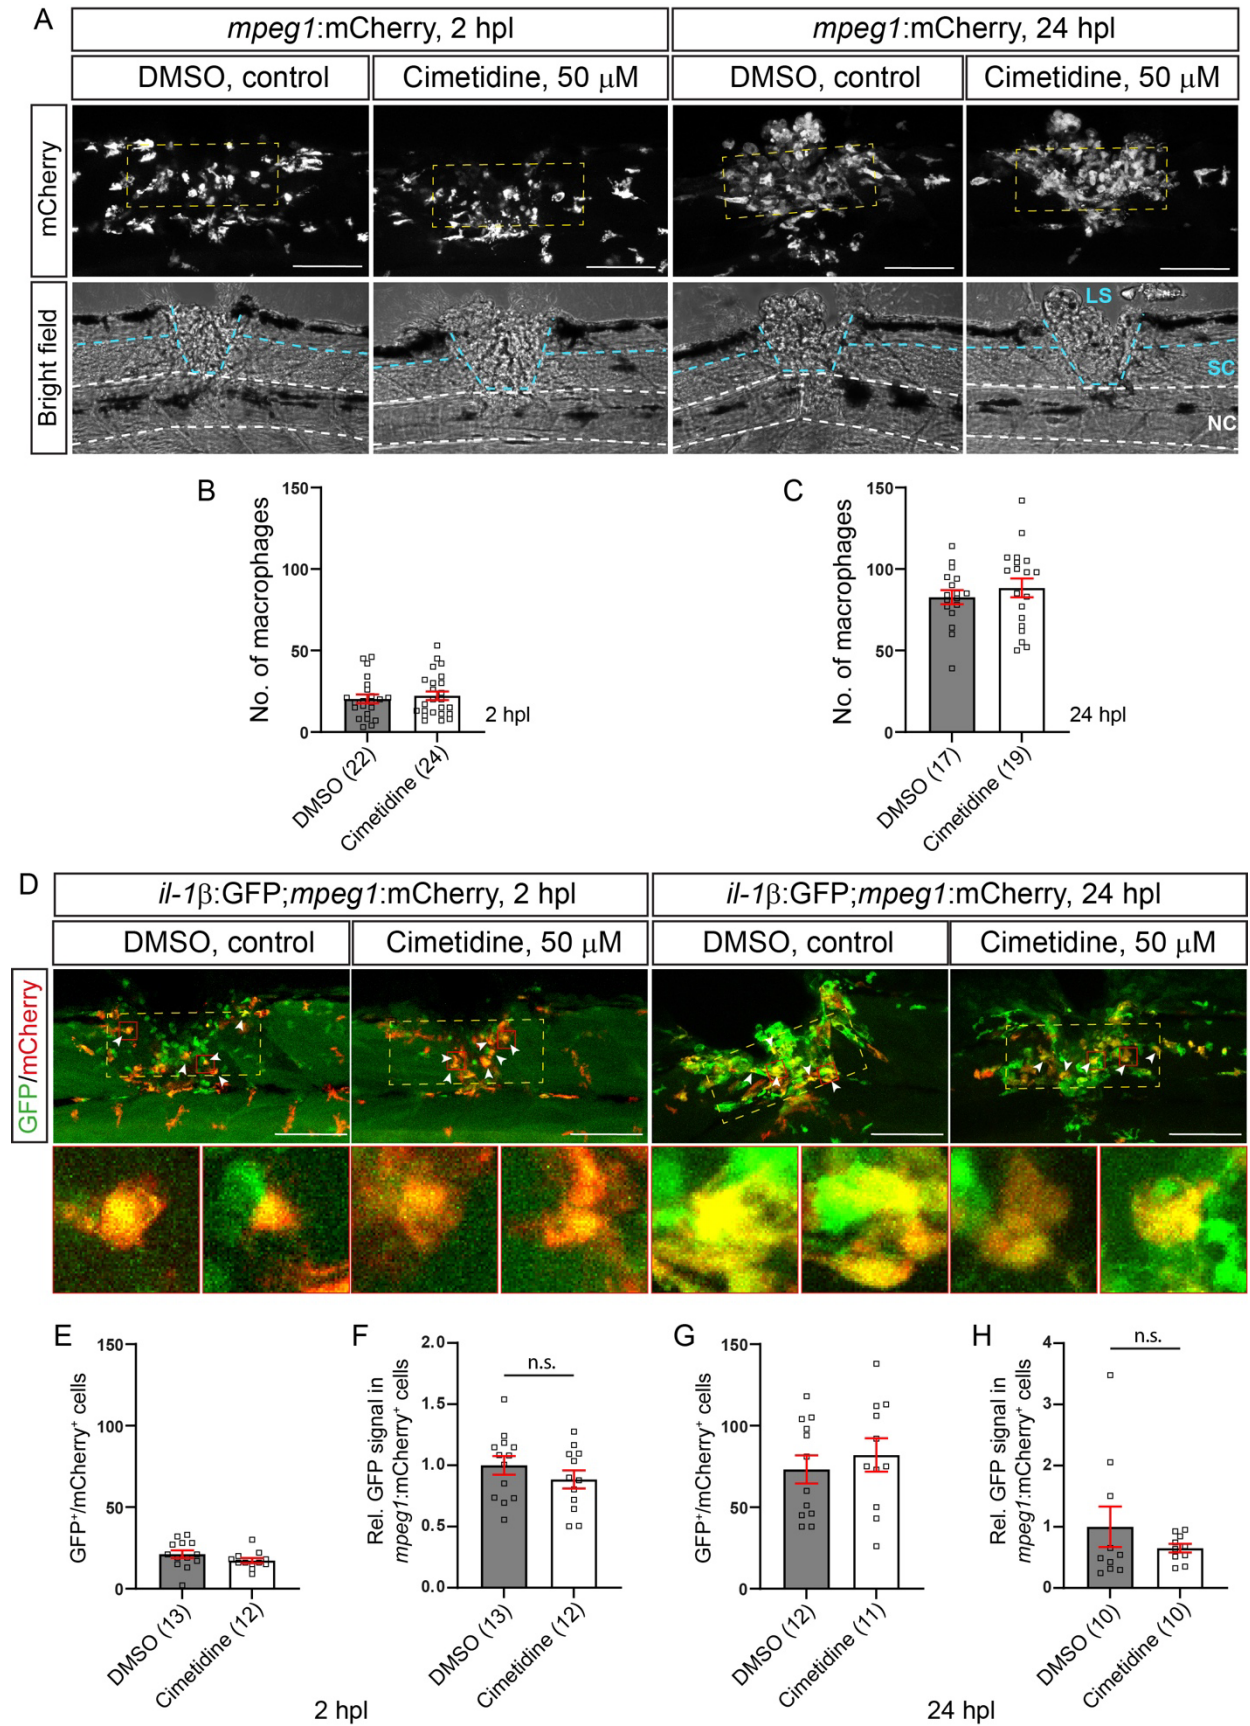 A
mpeg1:mCherry, 2 hpl
mpeg1:mCherry, 24 hpl
DMSO, control
Cimetidine, 50 μM
DMSO, control
Cimetidine, 50 μM
mCherry
Bright field
LS
SC
NC
B
No. of macrophages
150
100
50
0
2 hpl
DMSO (22)
Cimetidine (24)
C
No. of macrophages
150
100
50
0
24 hpl
DMSO (17)
Cimetidine (19)
D
il-1β:GFP;mpeg1:mCherry, 2 hpl
il-1β:GFP;mpeg1:mCherry, 24 hpl
DMSO, control
Cimetidine, 50 μM
DMSO, control
Cimetidine, 50 μM
GFP/mCherry
E
GFP⁺/mCherry⁺ cells
150
100
50
0
DMSO (13)
Cimetidine (12)
F
Rel. GFP signal in
mpeg1:mCherry⁺ cells
2.0
1.5
1.0
0.5
0.0
n.s.
DMSO (13)
Cimetidine (12)
2 hpl
G
GFP⁺/mCherry⁺ cells
150
100
50
0
DMSO (12)
Cimetidine (11)
H
Rel. GFP signal in
mpeg1:mCherry⁺ cells
4
3
2
1
0
n.s.
DMSO (10)
Cimetidine (10)
24 hpl